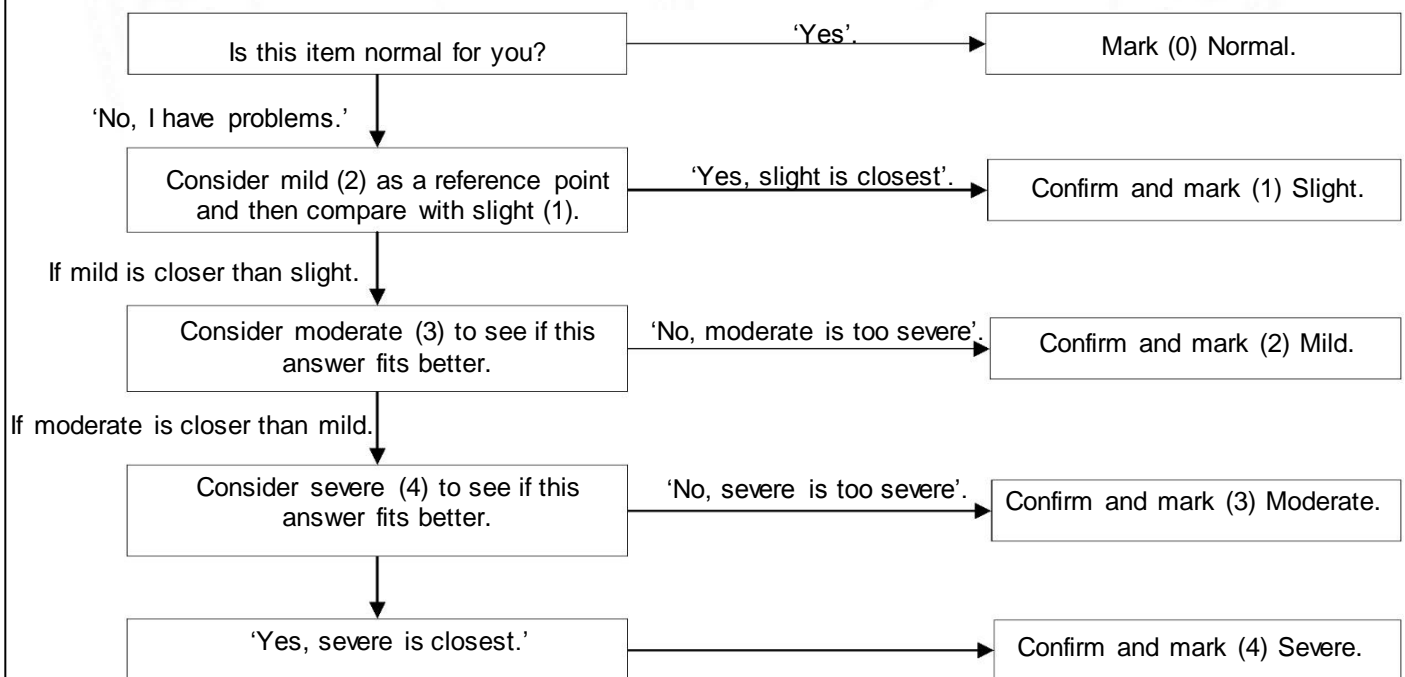 Is this item normal for you?
‘Yes’.
Mark (0) Normal.
‘No, I have problems.’
Consider mild (2) as a reference point
and then compare with slight (1).
‘Yes, slight is closest’.
Confirm and mark (1) Slight.
If mild is closer than slight.
Consider moderate (3) to see if this
answer fits better.
‘No, moderate is too severe’.
Confirm and mark (2) Mild.
If moderate is closer than mild.
Consider severe (4) to see if this
answer fits better.
‘No, severe is too severe’.
Confirm and mark (3) Moderate.
‘Yes, severe is closest.’
Confirm and mark (4) Severe.